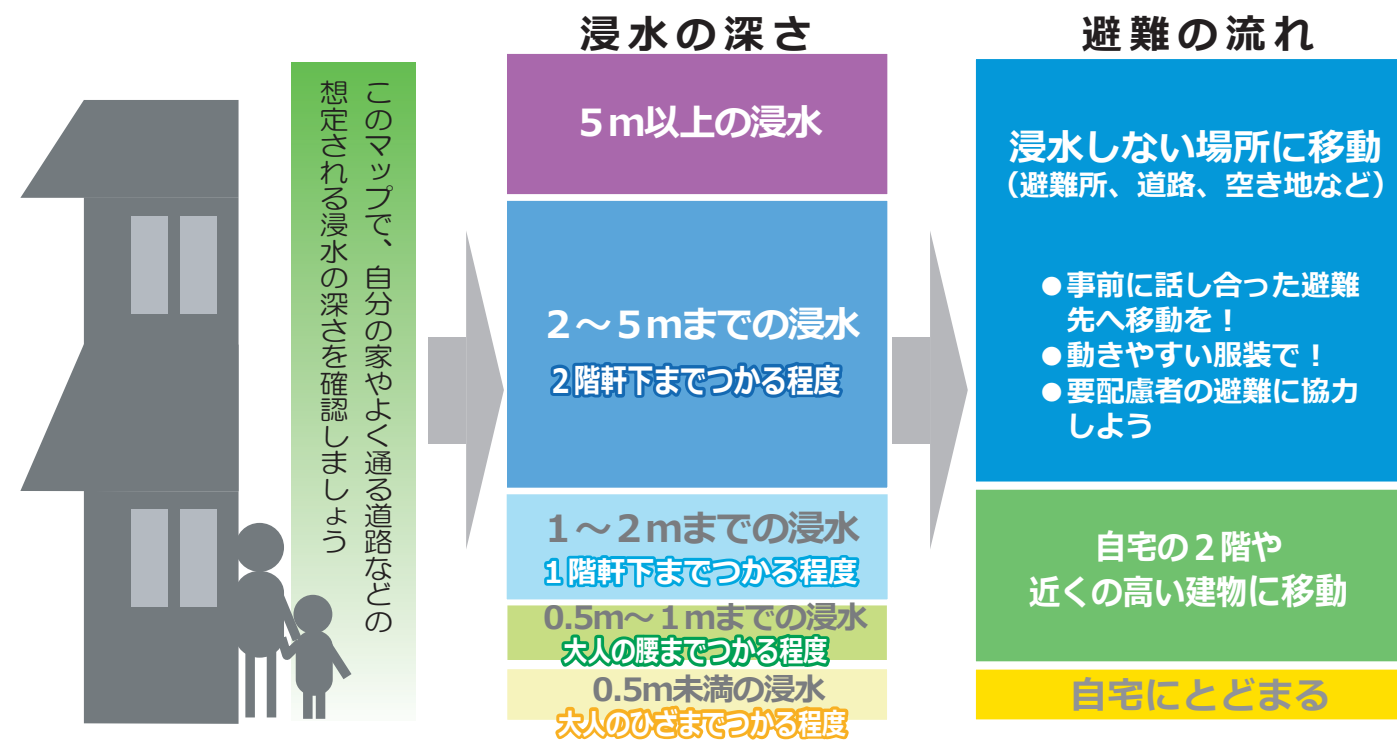 浸水の深さ
避難の流れ
このマップで、自分の家やよく通る道路などの
想定される浸水の深さを確認しましょう
５ｍ以上の浸水
２～５ｍまでの浸水
２階軒下までつかる程度
１～２ｍまでの浸水
１階軒下までつかる程度
0.5m～１ｍまでの浸水
大人の腰までつかる程度
0.5m未満の浸水
大人のひざまでつかる程度
浸水しない場所に移動
（避難所、道路、空き地など）
●事前に話し合った避難
先へ移動を！
●動きやすい服装で！
●要配慮者の避難に協力
しよう
自宅の２階や
近くの高い建物に移動
自宅にとどまる